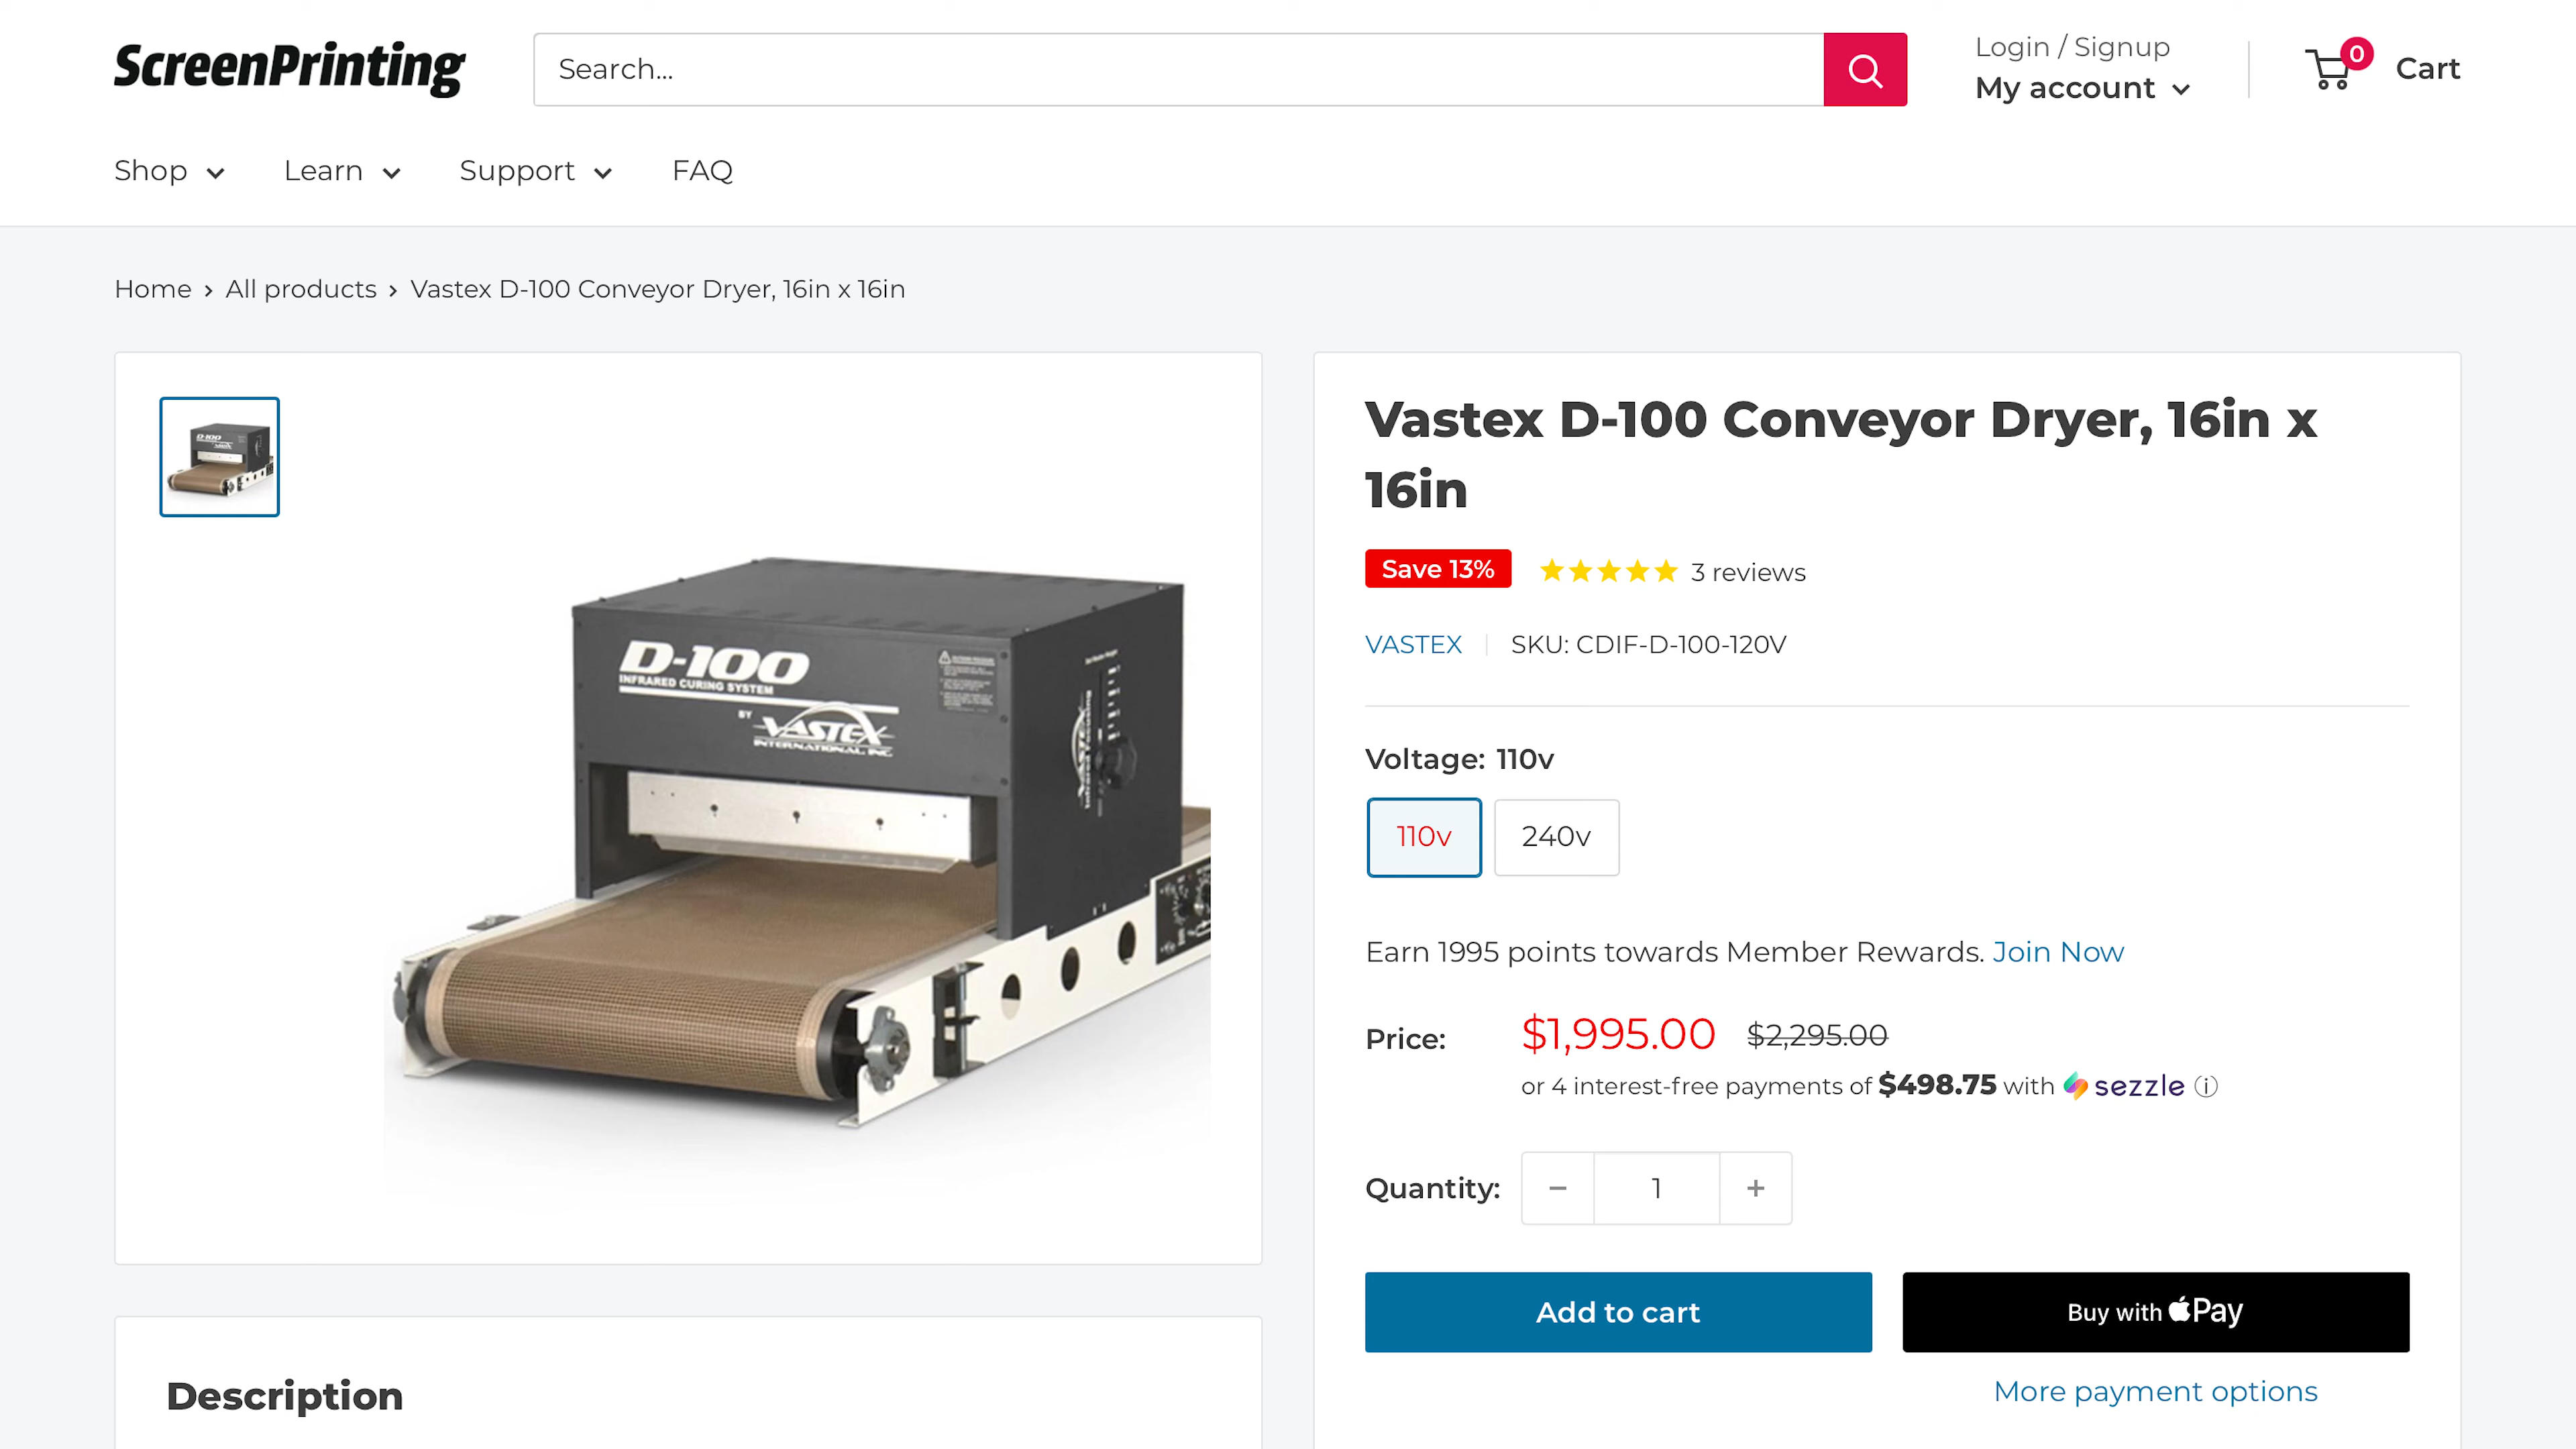 ScreenPrinting
Search...
Login / Signup
My account
0
Cart
Shop
Learn
Support
FAQ
Home › All products › Vastex D-100 Conveyor Dryer, 16in x 16in
D-100
INFRARED CURING SYSTEM
BY VASTEX
INTERNATIONAL, INC.
Infrared Focusing
Vastex D-100 Conveyor Dryer, 16in x
16in
Save 13%
3 reviews
VASTEX
SKU: CDIF-D-100-120V
Voltage: 110v
110v
240v
Earn 1995 points towards Member Rewards. Join Now
Price:
$1,995.00 $2,295.00
or 4 interest-free payments of $498.75 with sezzle
Quantity:
− 1 +
Add to cart
Buy with Pay
More payment options
Description